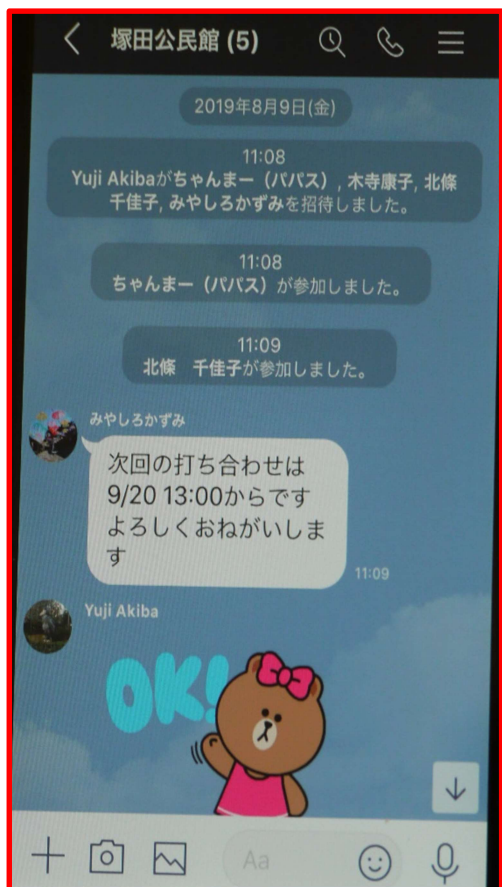 塚田公民館 (5)
2019年8月9日(金)
11:08
Yuji Akibaがちゃんまー（パパス）, 木寺康子, 北條
千佳子, みやしろかずみを招待しました。
11:08
ちゃんまー（パパス）が参加しました。
11:09
北條　千佳子が参加しました。
みやしろかずみ
次回の打ち合わせは
9/20 13:00からです
よろしくおねがいしま
す
11:09
Yuji Akiba
OK!
Aa